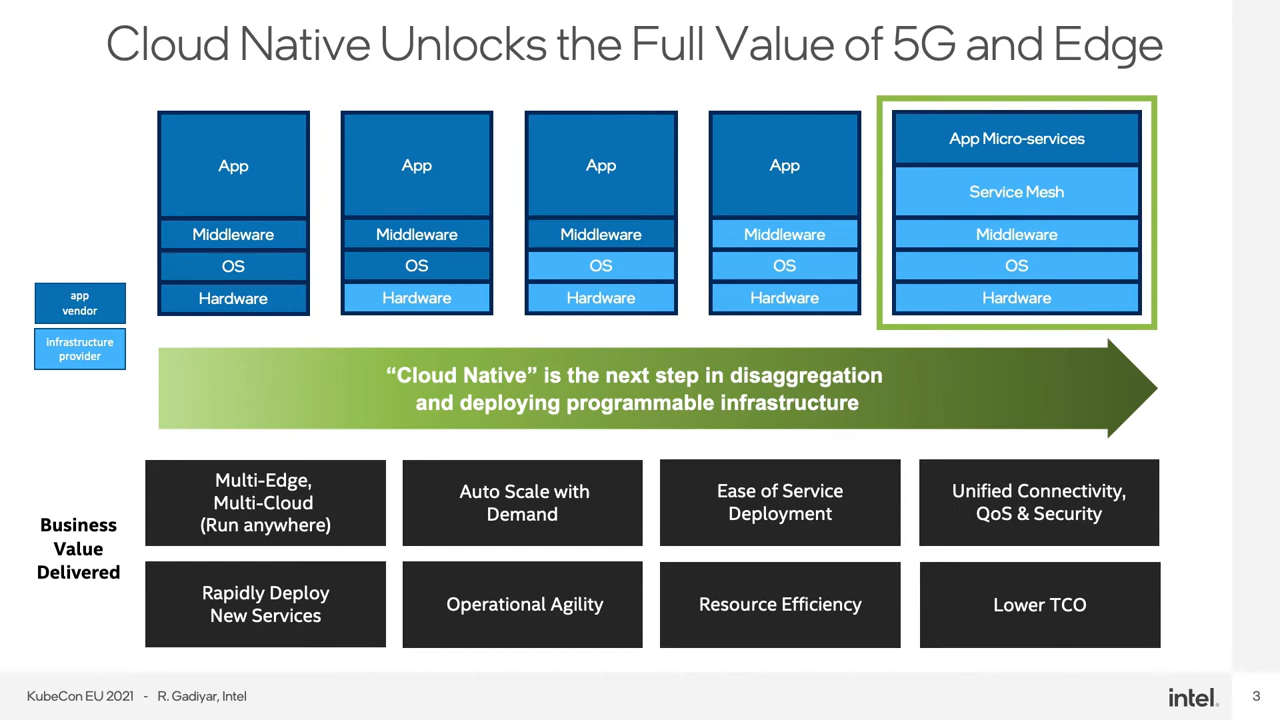 Cloud Native Unlocks the Full Value of 5G and Edge
App
Middleware
OS
Hardware
App
Middleware
OS
Hardware
App
Middleware
OS
Hardware
App
Middleware
OS
Hardware
App Micro-services
Service Mesh
Middleware
OS
Hardware
app
vendor
infrastructure
provider
“Cloud Native” is the next step in disaggregation
and deploying programmable infrastructure
Business
Value
Delivered
Multi-Edge,
Multi-Cloud
(Run anywhere)
Auto Scale with
Demand
Ease of Service
Deployment
Unified Connectivity,
QoS & Security
Rapidly Deploy
New Services
Operational Agility
Resource Efficiency
Lower TCO
KubeCon EU 2021 - R. Gadiyar, Intel
intel.
3